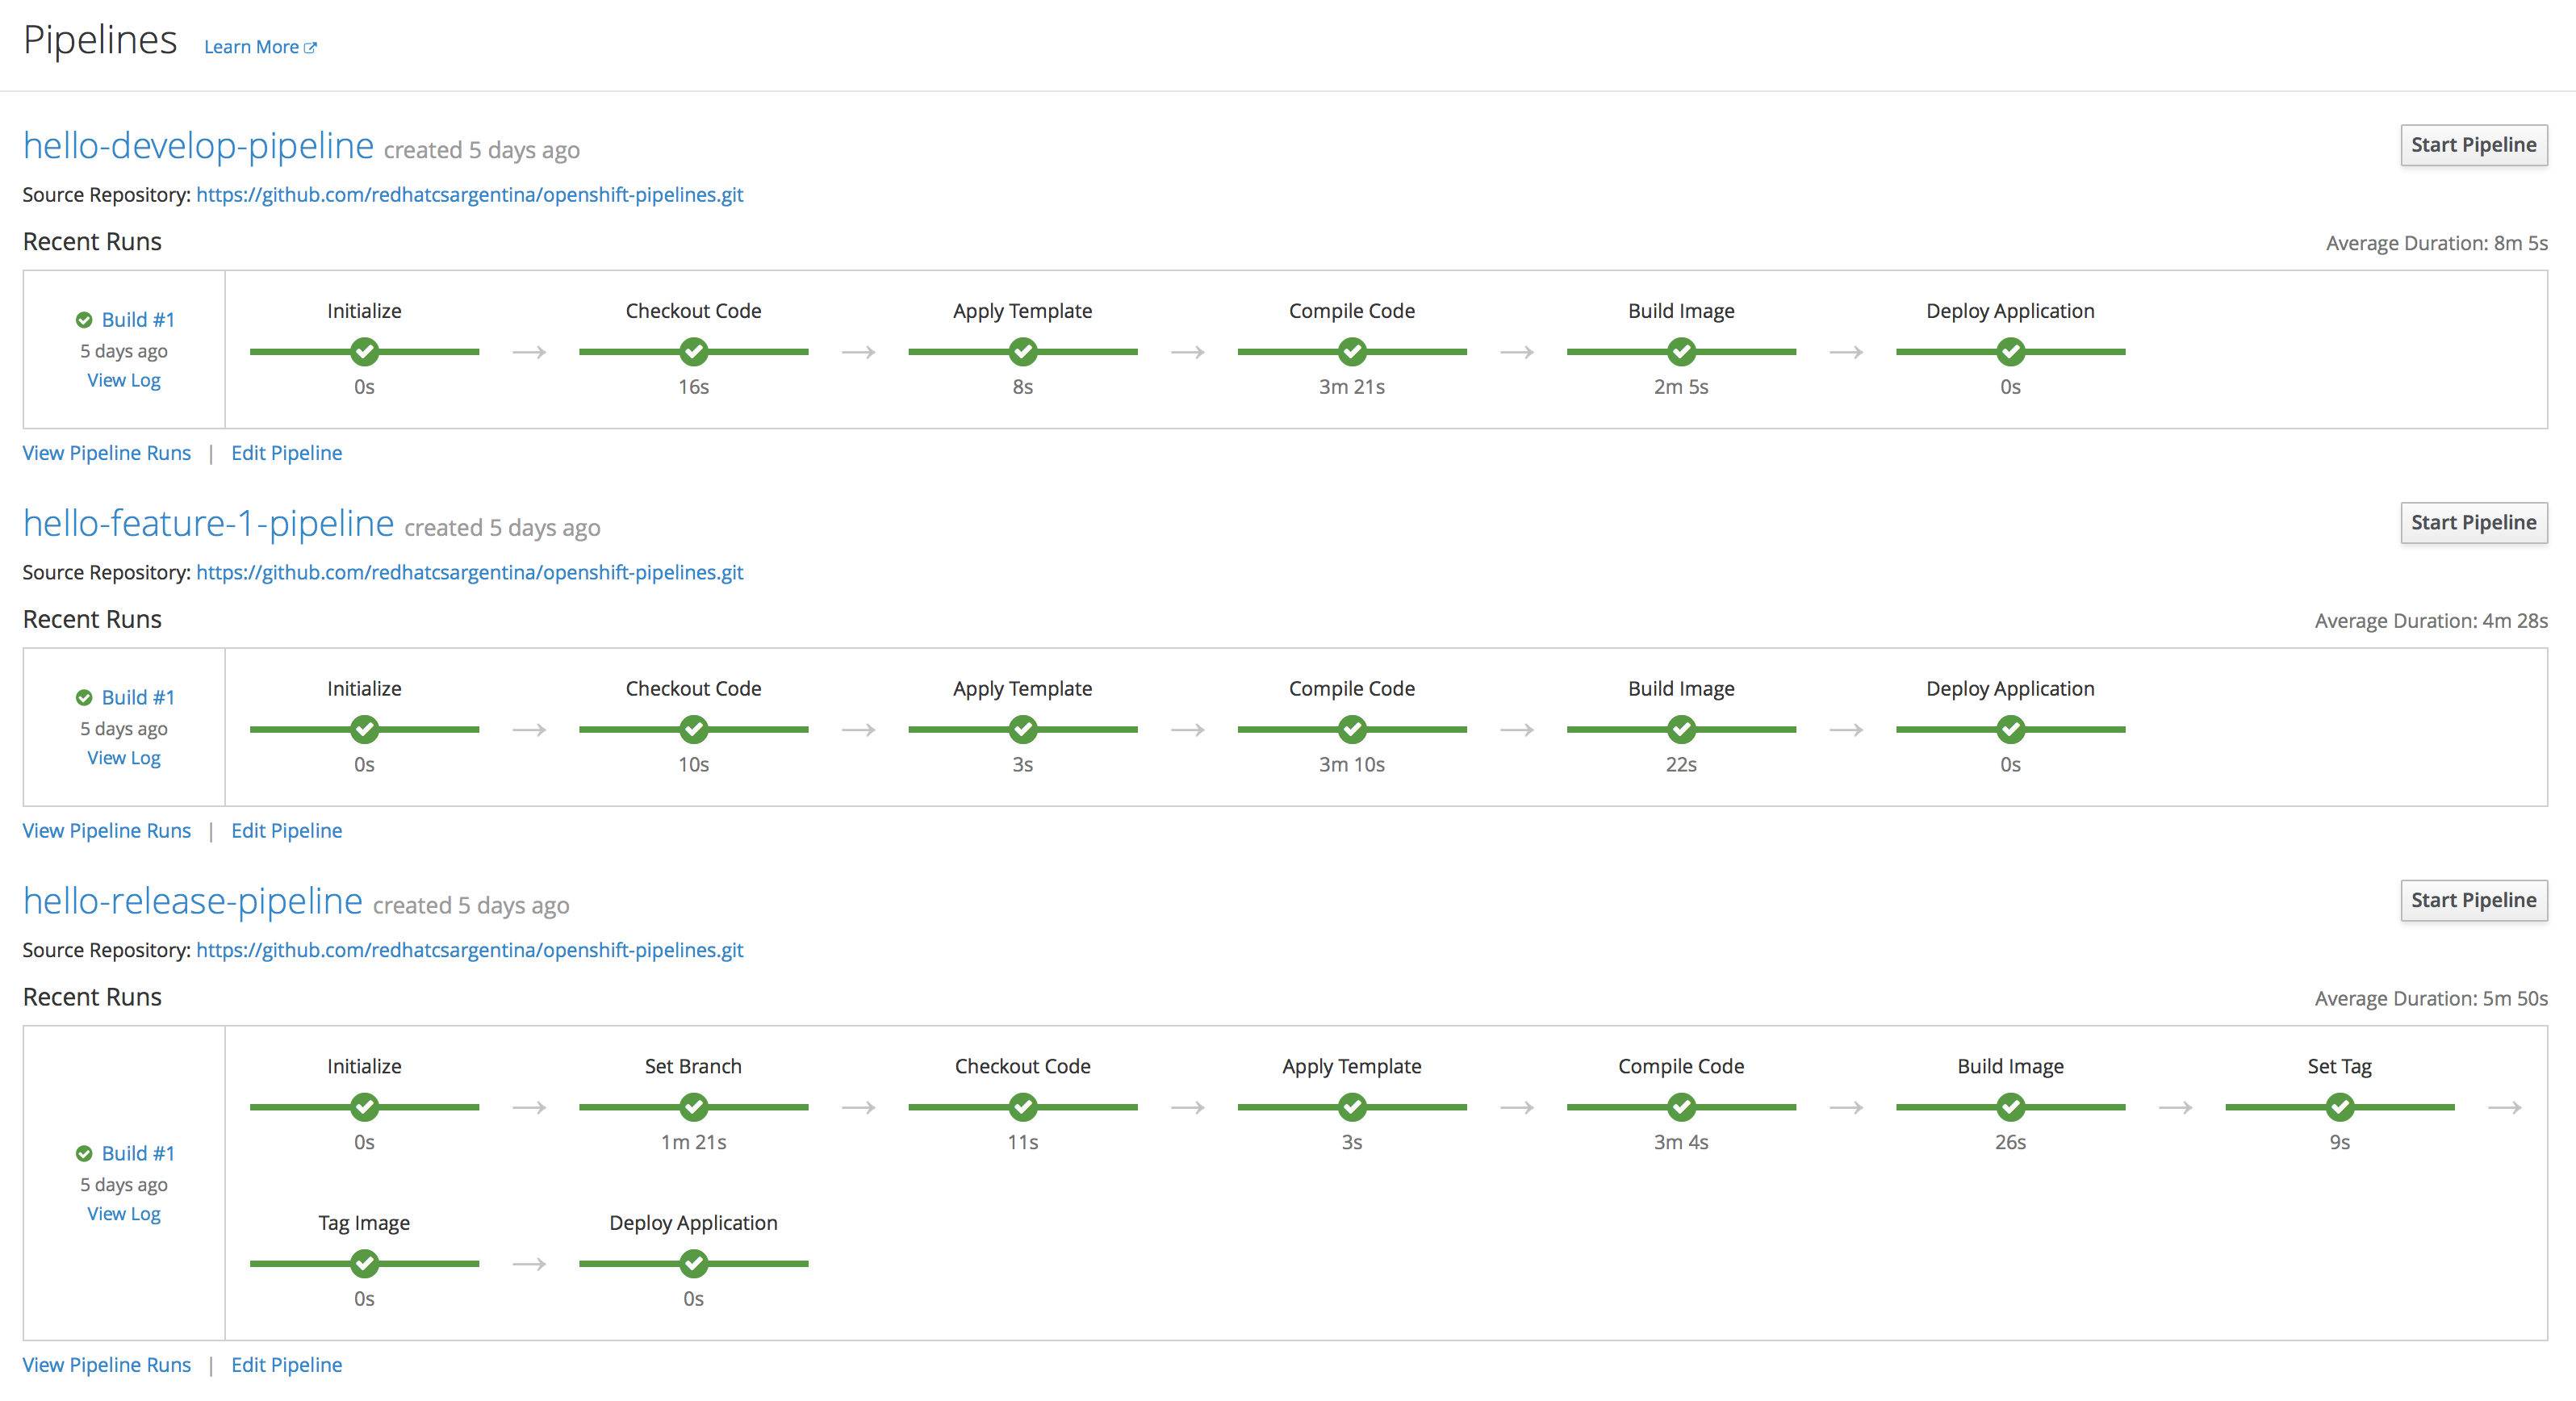 Pipelines Learn More
hello-develop-pipeline created 5 days ago Start Pipeline
Source Repository: https://github.com/redhatcsargentina/openshift-pipelines.git
Recent Runs Average Duration: 8m 5s
Initialize Checkout Code Apply Template Compile Code Build Image Deploy Application
Build #1
5 days ago
View Log
0s 16s 8s 3m 21s 2m 5s 0s
View Pipeline Runs | Edit Pipeline
hello-feature-1-pipeline created 5 days ago Start Pipeline
Source Repository: https://github.com/redhatcsargentina/openshift-pipelines.git
Recent Runs Average Duration: 4m 28s
Initialize Checkout Code Apply Template Compile Code Build Image Deploy Application
Build #1
5 days ago
View Log
0s 10s 3s 3m 10s 22s 0s
View Pipeline Runs | Edit Pipeline
hello-release-pipeline created 5 days ago Start Pipeline
Source Repository: https://github.com/redhatcsargentina/openshift-pipelines.git
Recent Runs Average Duration: 5m 50s
Initialize Set Branch Checkout Code Apply Template Compile Code Build Image Set Tag
0s 1m 21s 11s 3s 3m 4s 26s 9s
Build #1
5 days ago
View Log
Tag Image Deploy Application
0s 0s
View Pipeline Runs | Edit Pipeline